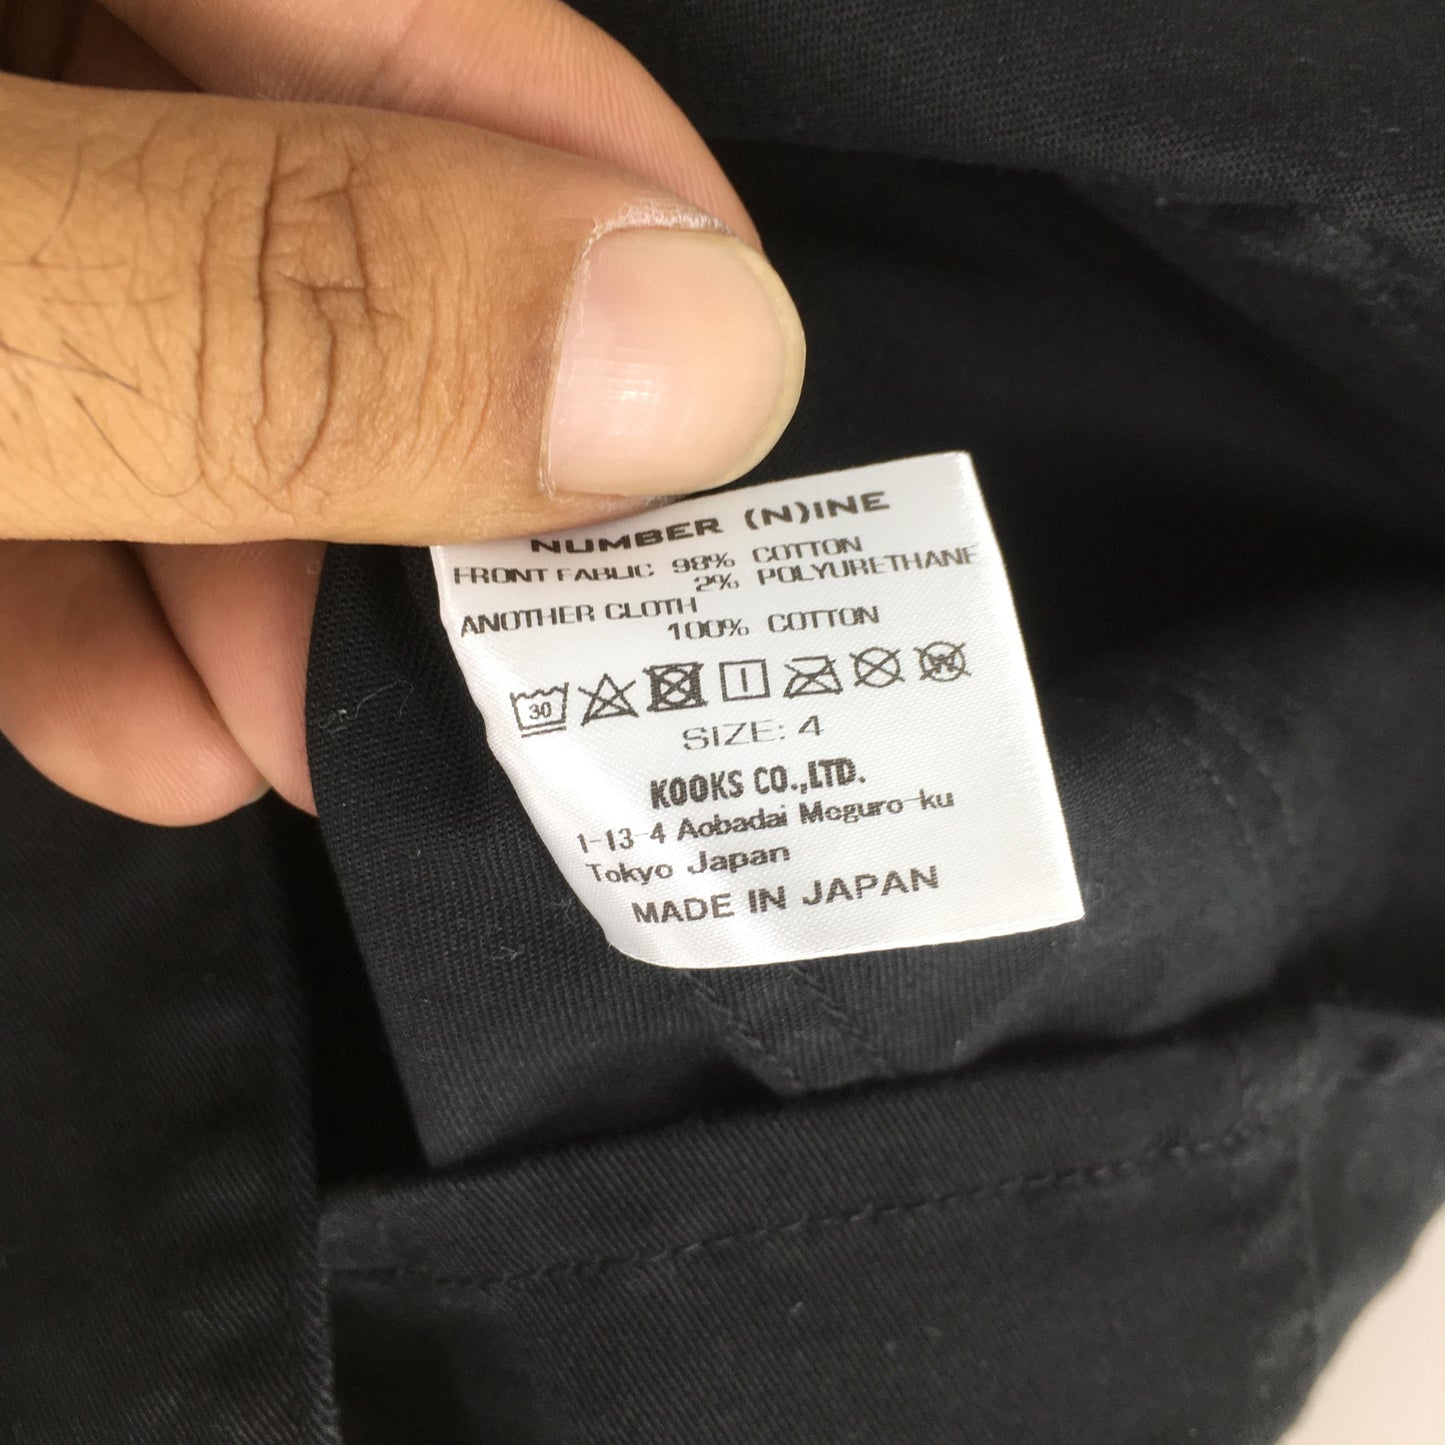 NUMBER (N)INE
FRONT FABLIC 98% COTTON
2% POLYURETHANE
ANOTHER CLOTH
100% COTTON
30 W
SIZE: 4
KOOKS CO.,LTD.
1-13-4 Aobadai Meguro-ku
Tokyo Japan
MADE IN JAPAN